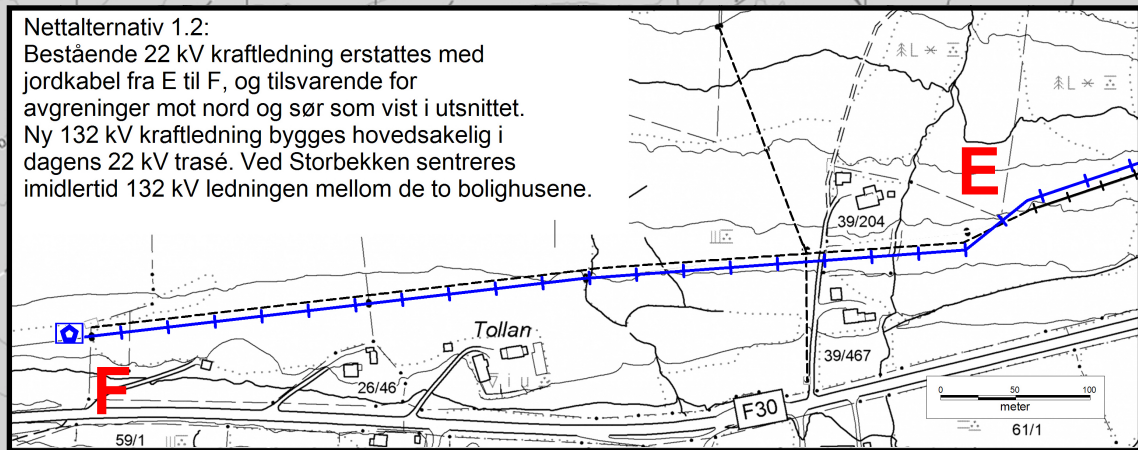 Nettalternativ 1.2:
Bestående 22 kV kraftledning erstattes med
jordkabel fra E til F, og tilsvarende for
avgreninger mot nord og sør som vist i utsnittet.
Ny 132 kV kraftledning bygges hovedsakelig i
dagens 22 kV trasé. Ved Storbekken sentreres
imidlertid 132 kV ledningen mellom de to bolighusene.
L
L
E
39/204
Tollan
39/467
F
26/46
F30
0 50 100
meter
59/1
61/1